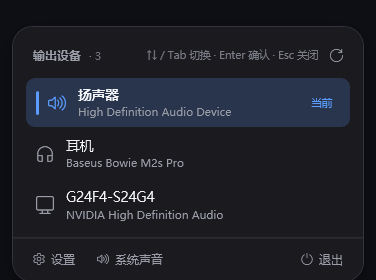 输出设备 · 3
↑↓ / Tab 切换 · Enter 确认 · Esc 关闭
扬声器
当前
High Definition Audio Device
耳机
Baseus Bowie M2s Pro
G24F4-S24G4
NVIDIA High Definition Audio
设置
系统声音
退出